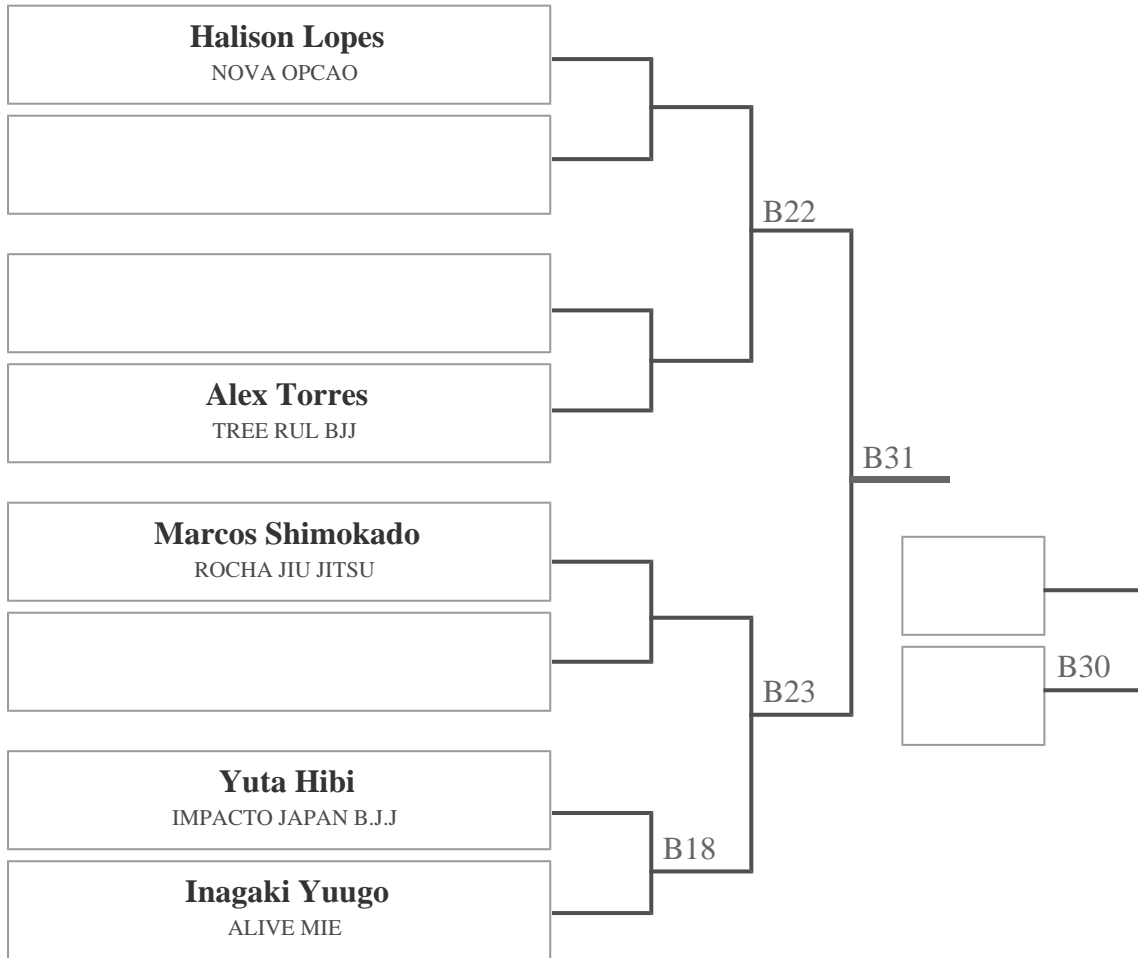 Halison Lopes
NOVA OPCAO
B22
Alex Torres
TREE RUL BJJ
B31
Marcos Shimokado
ROCHA JIU JITSU
B30
B23
Yuta Hibi
IMPACTO JAPAN B.J.J
B18
Inagaki Yuugo
ALIVE MIE